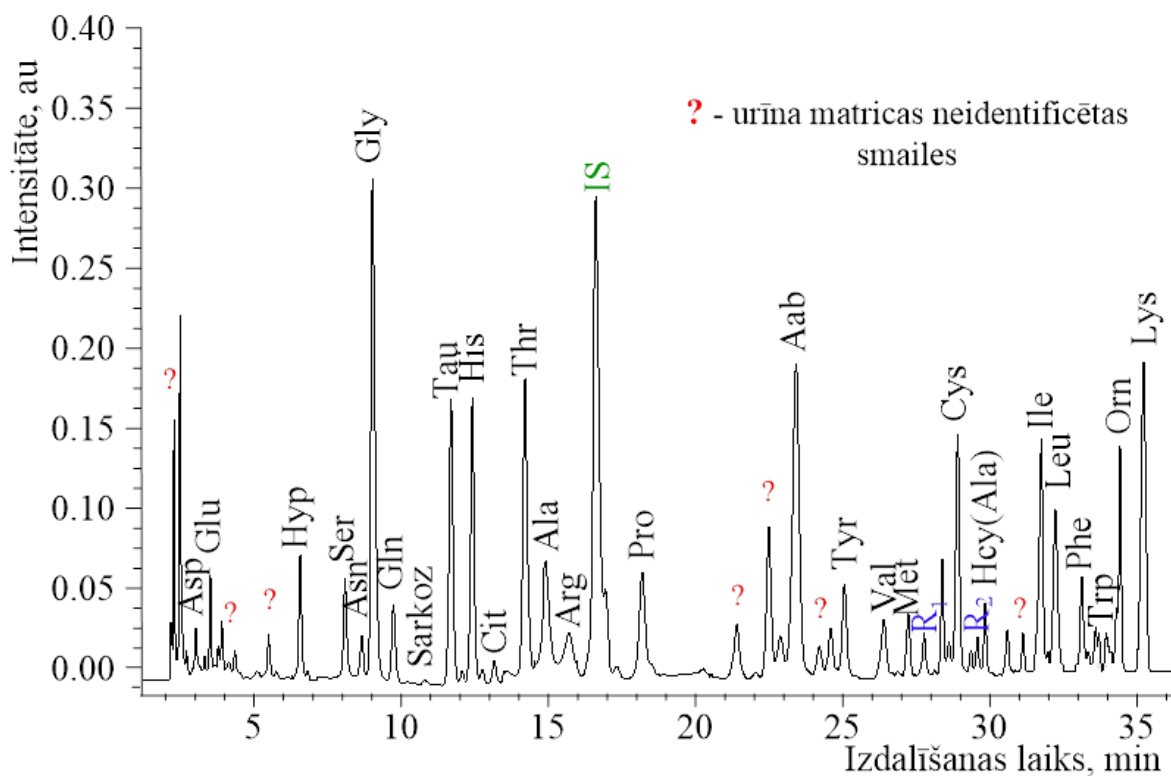 0.40
0.35
0.30
0.25
0.20
0.15
0.10
0.05
0.00
Intensitāte, au
? - urīna matricas neidentificētas
smailes
?
Asp
Glu
?
?
Hyp
Ser
Asn
Gly
Gln
Sarkoz
Tau
His
Cit
Thr
Ala
Arg
IS
Pro
?
?
Aab
?
Tyr
Val
Met
R1
Cys
R2
Hcy(Ala)
?
Ile
Leu
Phe
Trp
Orn
Lys
5 10 15 20 25 30 35
Izdalīšanas laiks, min